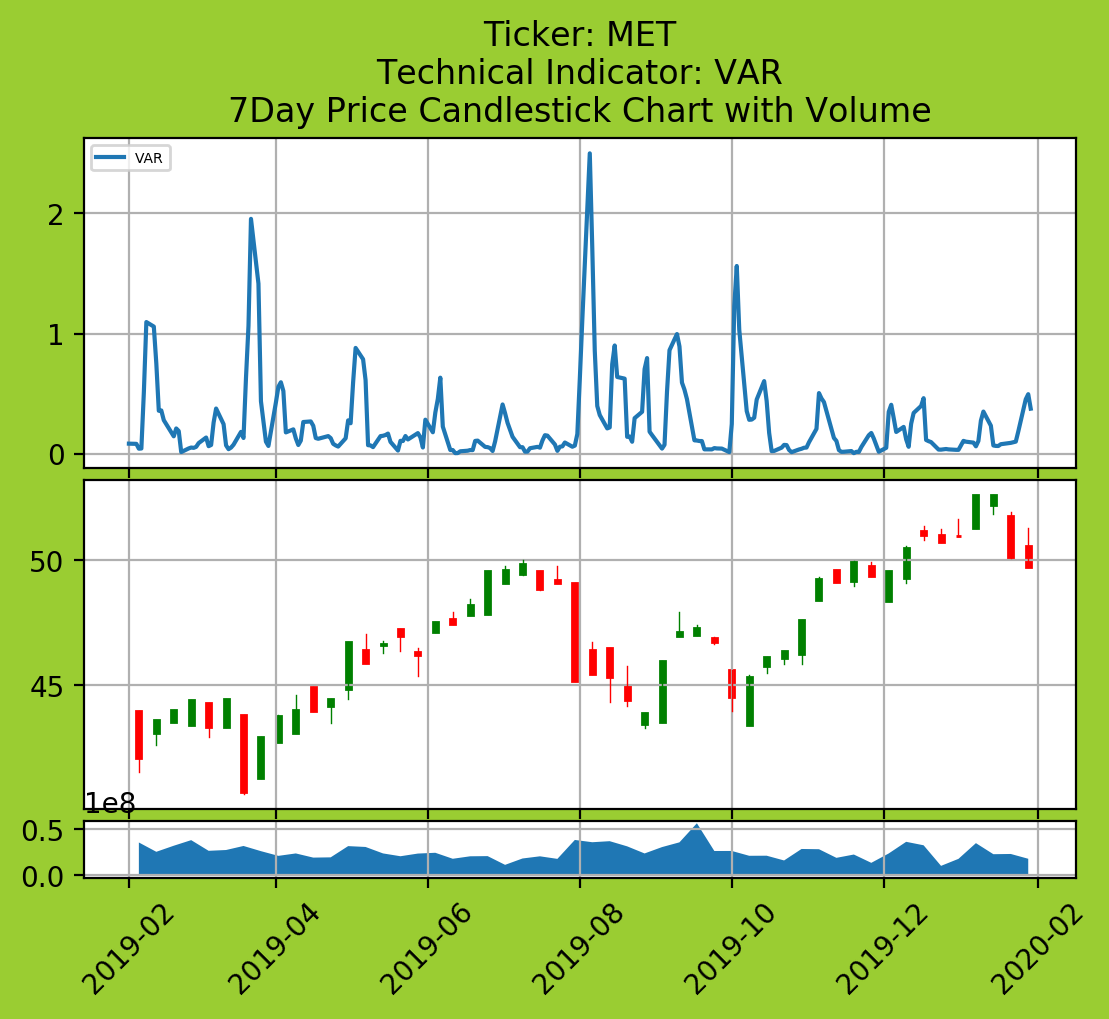 Ticker: MET
Technical Indicator: VAR
7Day Price Candlestick Chart with Volume
VAR
2
1
0
50
45
1e8
0.5
0.0
2019-02
2019-04
2019-06
2019-08
2019-10
2019-12
2020-02